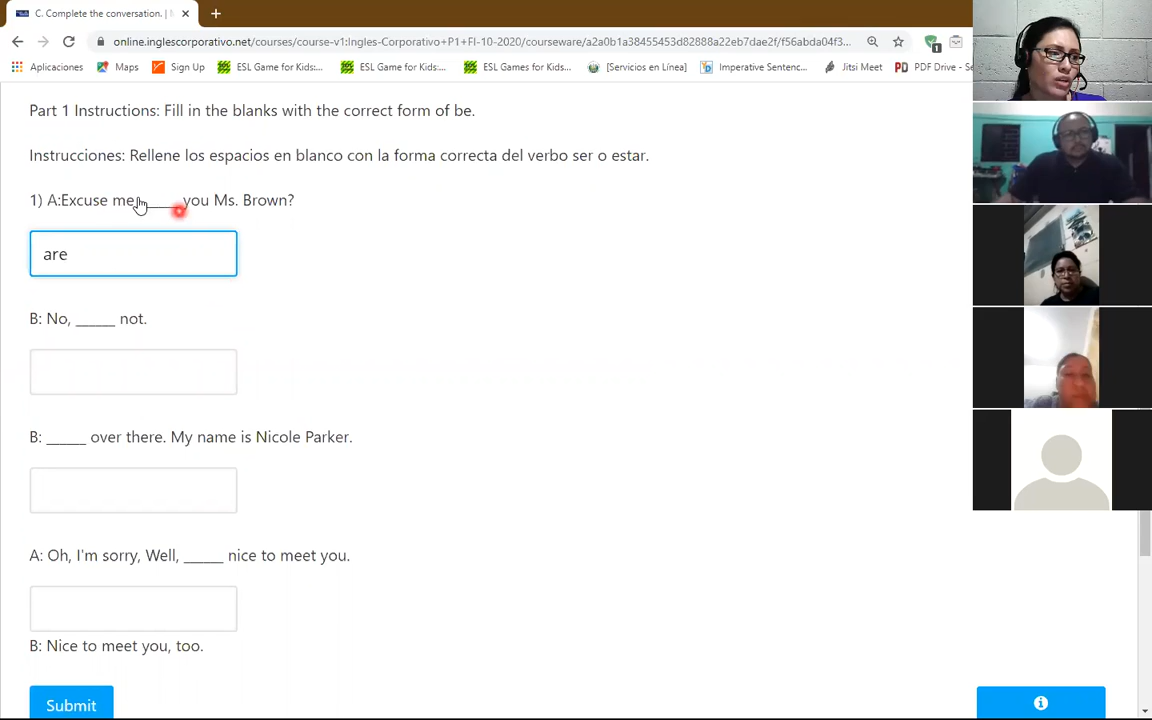 C. Complete the conversation. |
online.inglescorporativo.net/courses/course-v1:Ingles-Corporativo+P1+FI-10-2020/courseware/a2a0b1a38455453d82888a22eb7dae2f/f56abda04f3...
Aplicaciones Maps Sign Up ESL Game for Kids:... ESL Game for Kids:... ESL Games for Kids:... [Servicios en Línea] Imperative Sentenc... Jitsi Meet PDF Drive - Se
Part 1 Instructions: Fill in the blanks with the correct form of be.
Instrucciones: Rellene los espacios en blanco con la forma correcta del verbo ser o estar.
1) A:Excuse me, _____ you Ms. Brown?
are
B: No, _____ not.
B: _____ over there. My name is Nicole Parker.
A: Oh, I'm sorry, Well, _____ nice to meet you.
B: Nice to meet you, too.
Submit